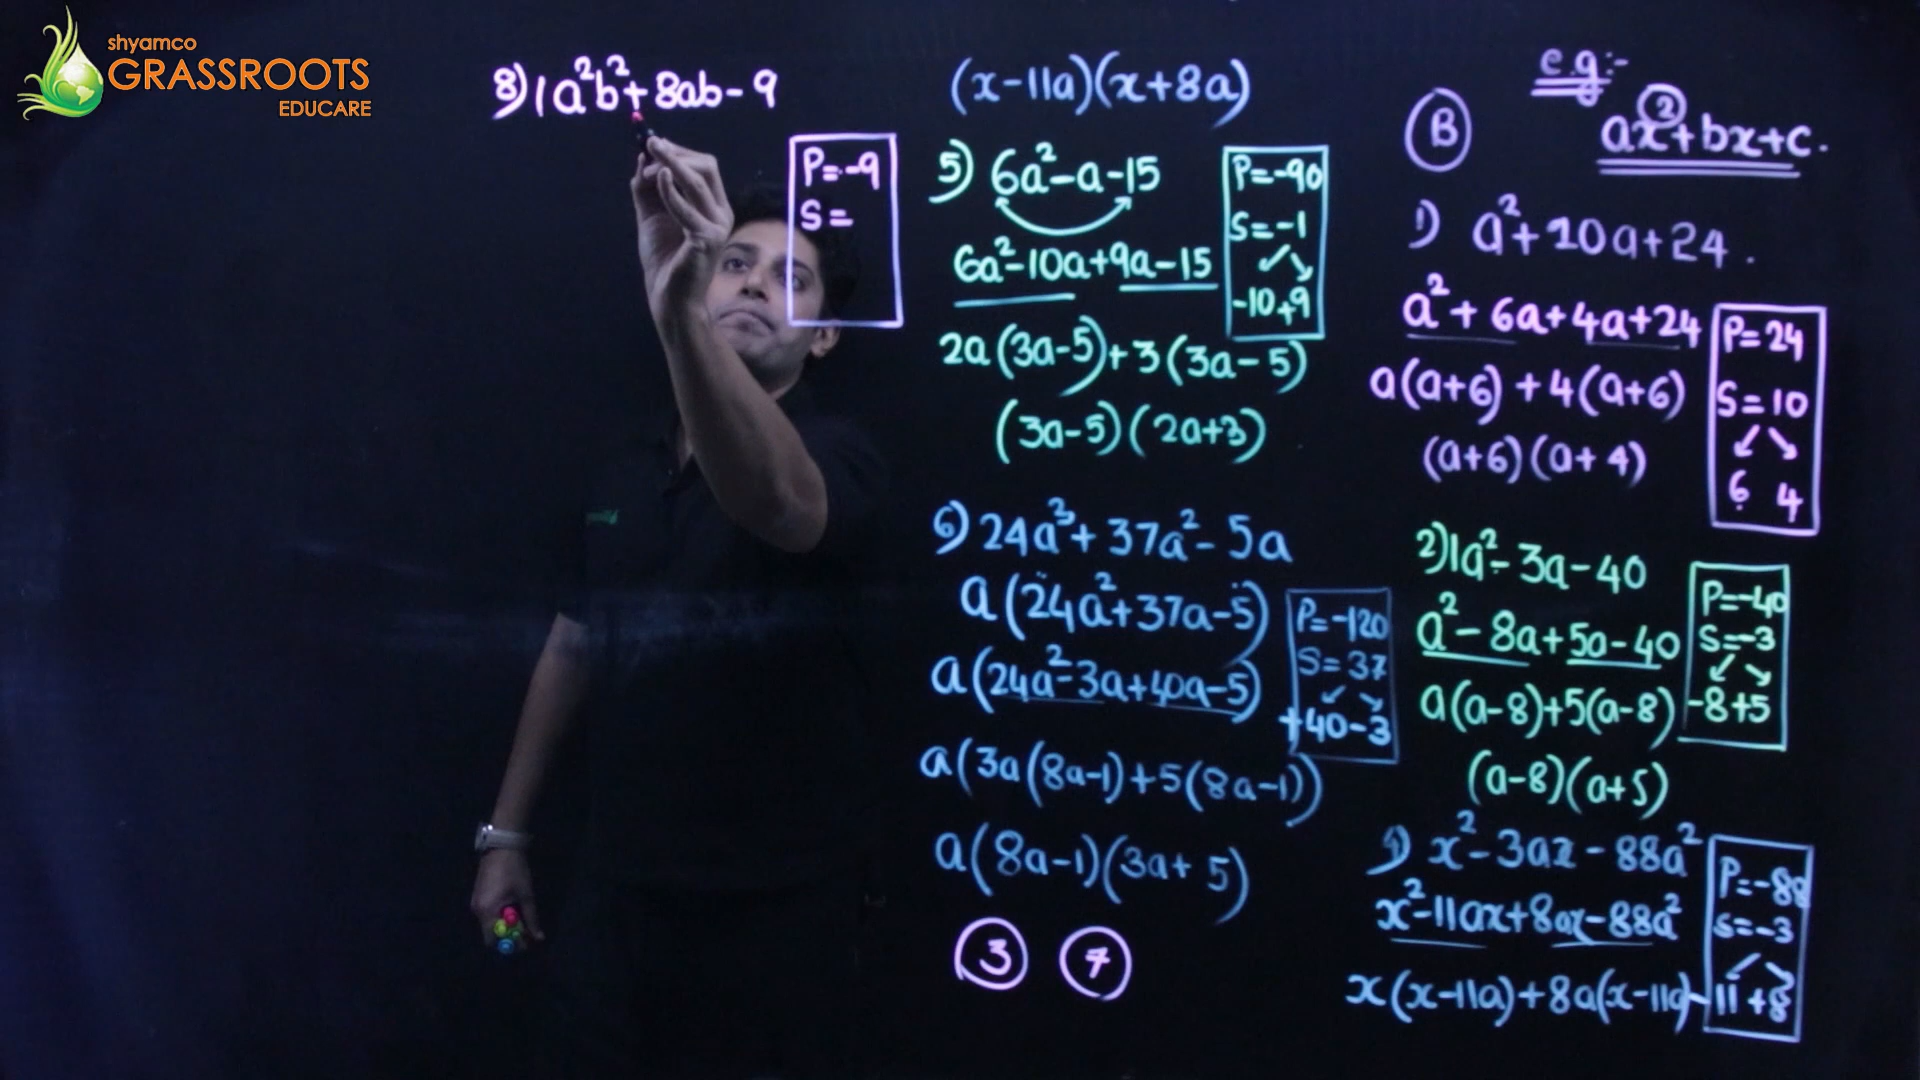 shyamco
GRASSROOTS
EDUCARE
8) 1a²b² + 8ab - 9
P = -9
S =
(x-11a)(x+8a)
5) 6a² - a - 15
6a² - 10a + 9a - 15
2a(3a-5) + 3(3a-5)
(3a-5)(2a+3)
P = -90
S = -1
↙ ↘
-10 +9
6) 24a³ + 37a² - 5a
a(24a² + 37a - 5)
a(24a² - 3a + 40a - 5)
a(3a(8a-1) + 5(8a-1))
a(8a-1)(3a+5)
P = -120
S = 37
↙ ↘
+40 -3
3 7
e.g:-
B
ax² + bx + c.
1) a² + 10a + 24.
a² + 6a + 4a + 24
a(a+6) + 4(a+6)
(a+6)(a+4)
P = 24
S = 10
↙ ↘
6 4
2) 1a² - 3a - 40
a² - 8a + 5a - 40
a(a-8) + 5(a-8)
(a-8)(a+5)
P = -40
S = -3
↙ ↘
-8 +5
4) x² - 3ax - 88a²
x² - 11ax + 8ax - 88a²
x(x-11a) + 8a(x-11a)
P = -88
S = -3
↙ ↘
-11 +8